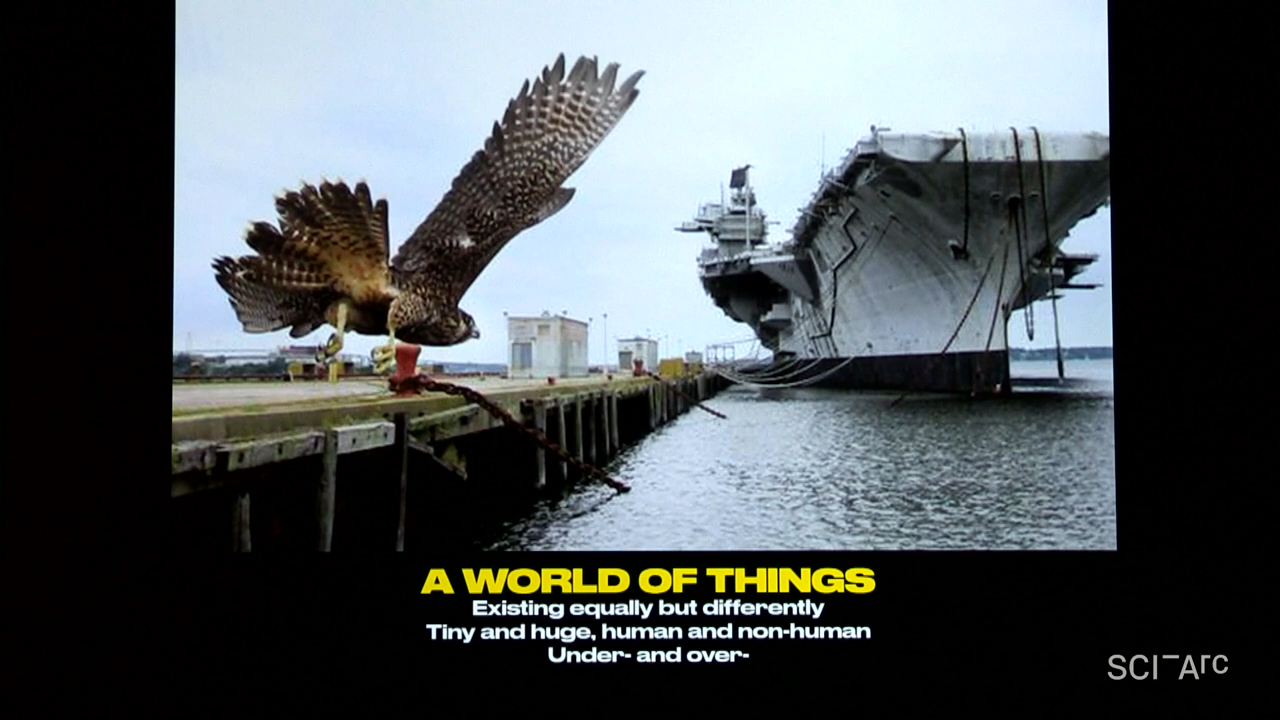 A WORLD OF THINGS
Existing equally but differently
Tiny and huge, human and non-human
Under- and over-
SCI-Arc